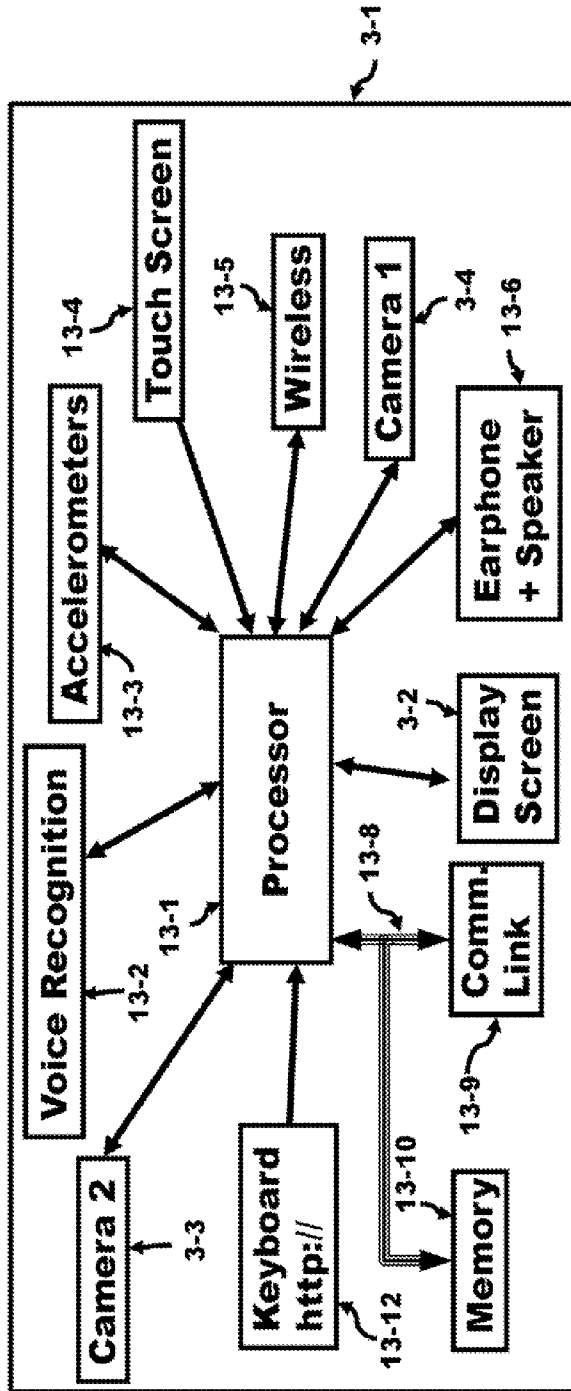 3-1
Voice Recognition
13-2
Accelerometers
13-3
13-4
Touch Screen
Camera 2
3-3
13-1
Processor
13-5
Wireless
Camera 1
3-4
Keyboard
http://
13-12
13-8
3-2
13-6
13-10
Memory
13-9
Comm.
Link
Display
Screen
Earphone
+ Speaker